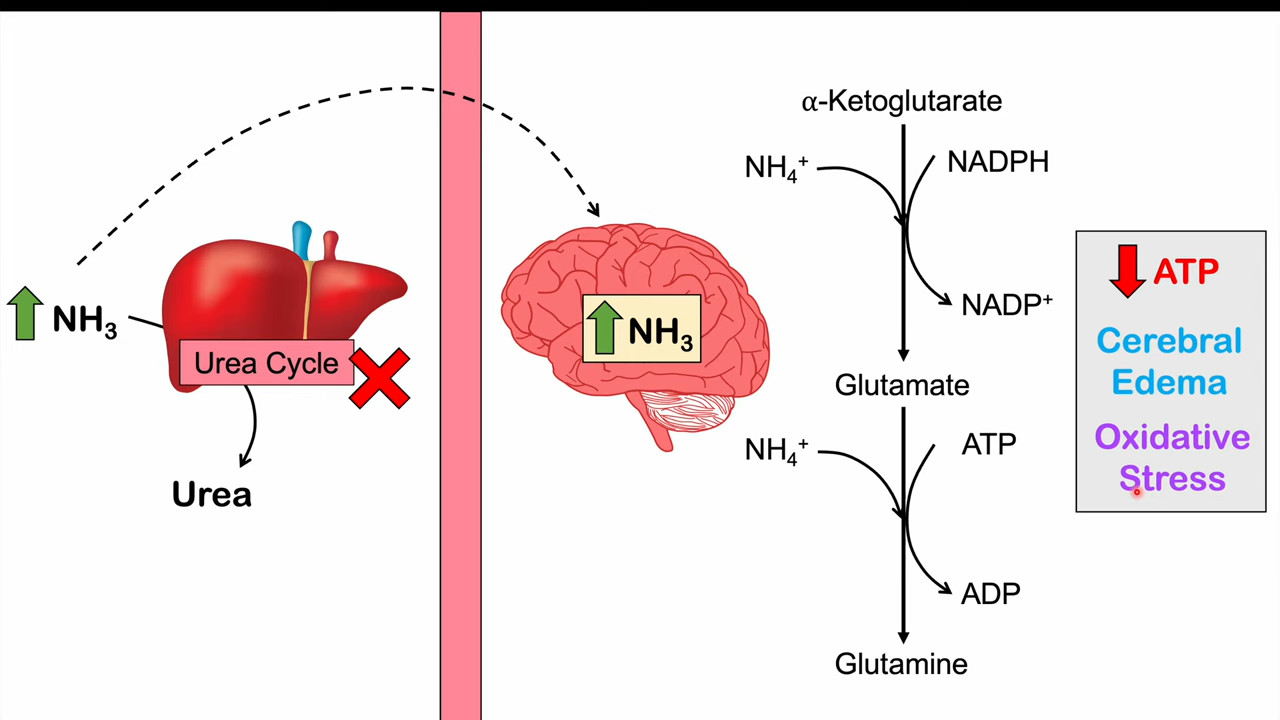 NH₃
Urea Cycle
Urea
NH₃
α-Ketoglutarate
NH₄⁺
NADPH
NADP⁺
Glutamate
NH₄⁺
ATP
ADP
Glutamine
ATP
Cerebral
Edema
Oxidative
Stress